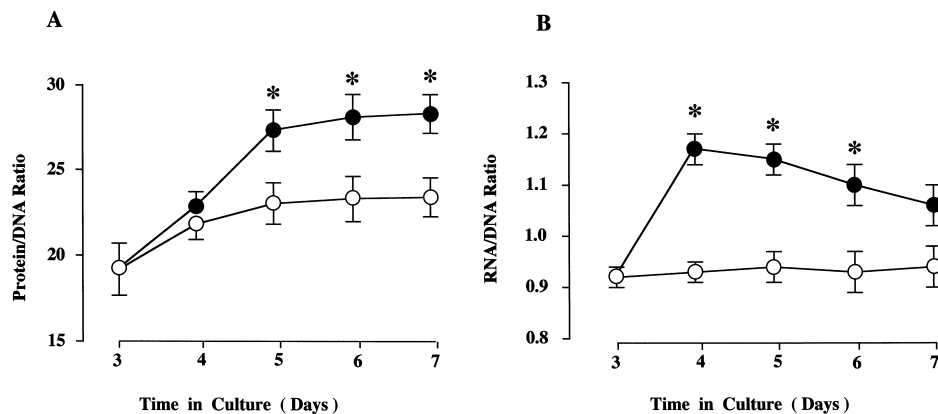 A
30
25
20
15
Protein/DNA Ratio
* * *
3 4 5 6 7
Time in Culture ( Days )
B
1.3
1.2
1.1
1.0
0.9
0.8
RNA/DNA Ratio
* * *
3 4 5 6 7
Time in Culture ( Days )